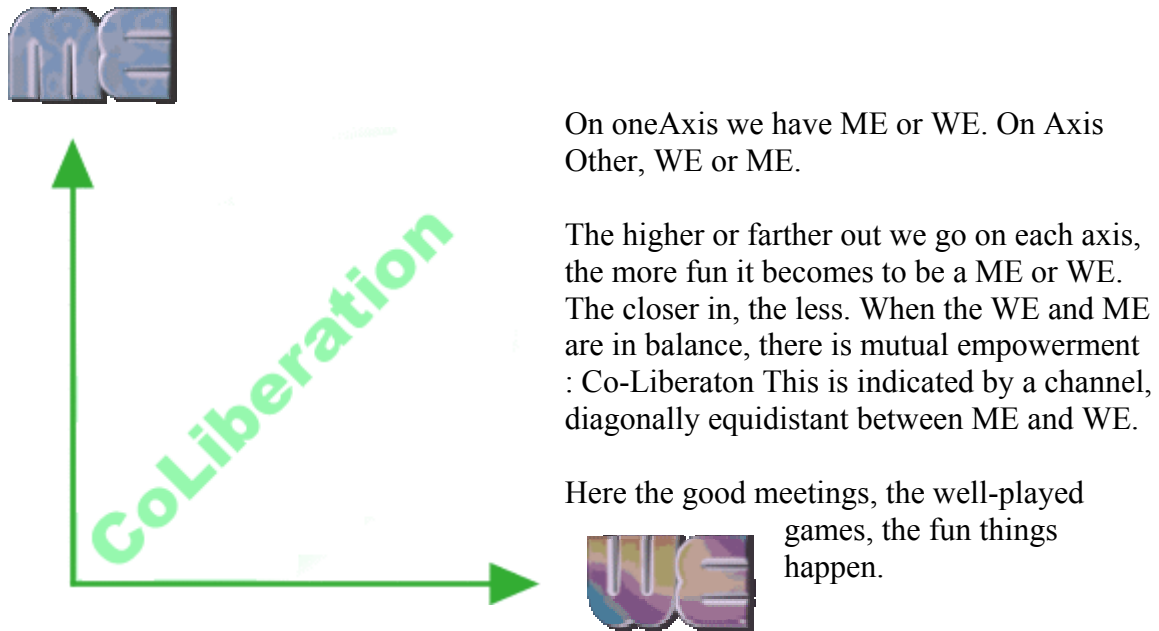 ME
On oneAxis we have ME or WE. On Axis
Other, WE or ME.
The higher or farther out we go on each axis,
the more fun it becomes to be a ME or WE.
The closer in, the less. When the WE and ME
are in balance, there is mutual empowerment
: Co-Liberaton This is indicated by a channel,
diagonally equidistant between ME and WE.
Here the good meetings, the well-played
games, the fun things
happen.
CoLiberation
WE